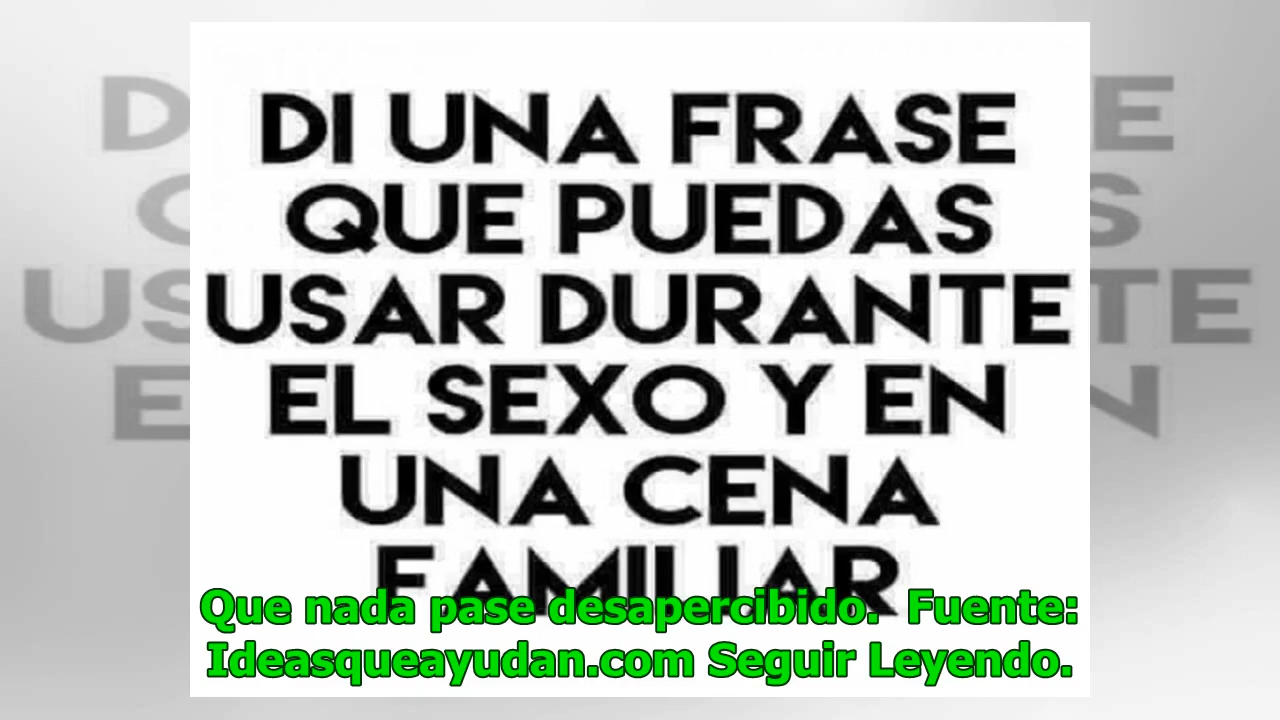 DI UNA FRASE
QUE PUEDAS
USAR DURANTE
EL SEXO Y EN
UNA CENA
FAMILIAR
Que nada pase desapercibido. Fuente:
Ideasqueayudan.com Seguir Leyendo.